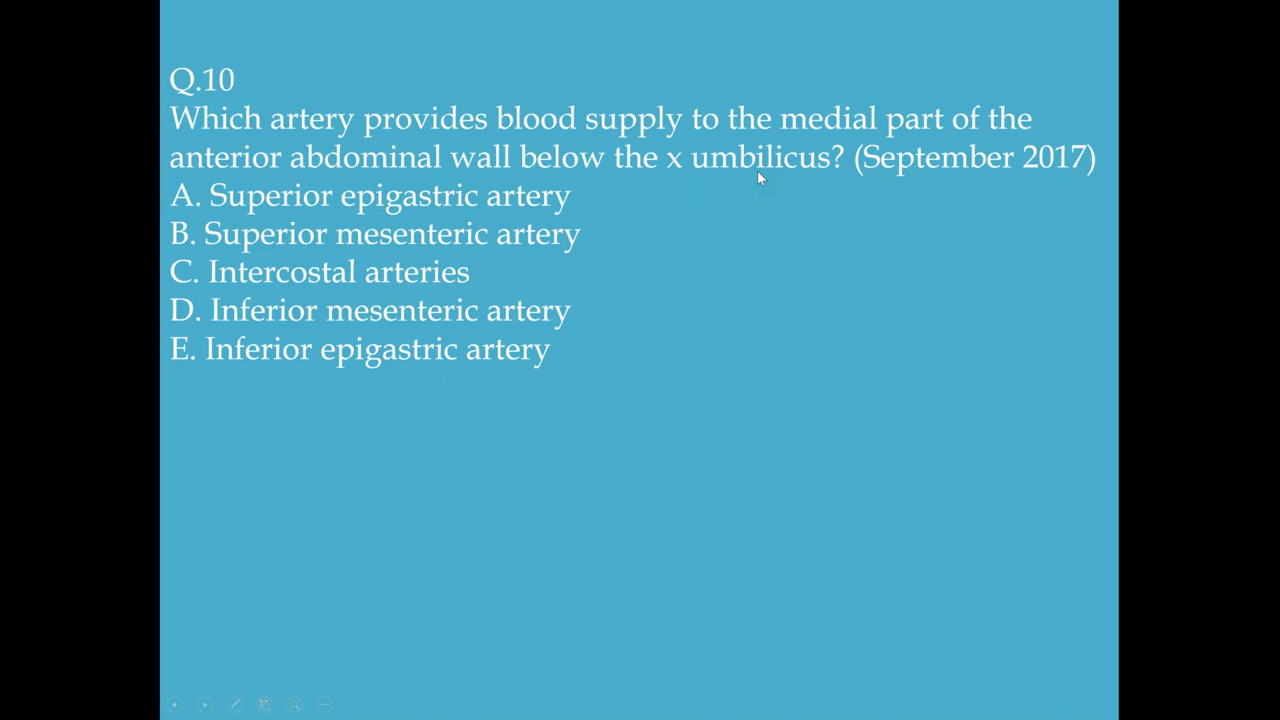 Q.10
Which artery provides blood supply to the medial part of the
anterior abdominal wall below the x umbilicus? (September 2017)
A. Superior epigastric artery
B. Superior mesenteric artery
C. Intercostal arteries
D. Inferior mesenteric artery
E. Inferior epigastric artery